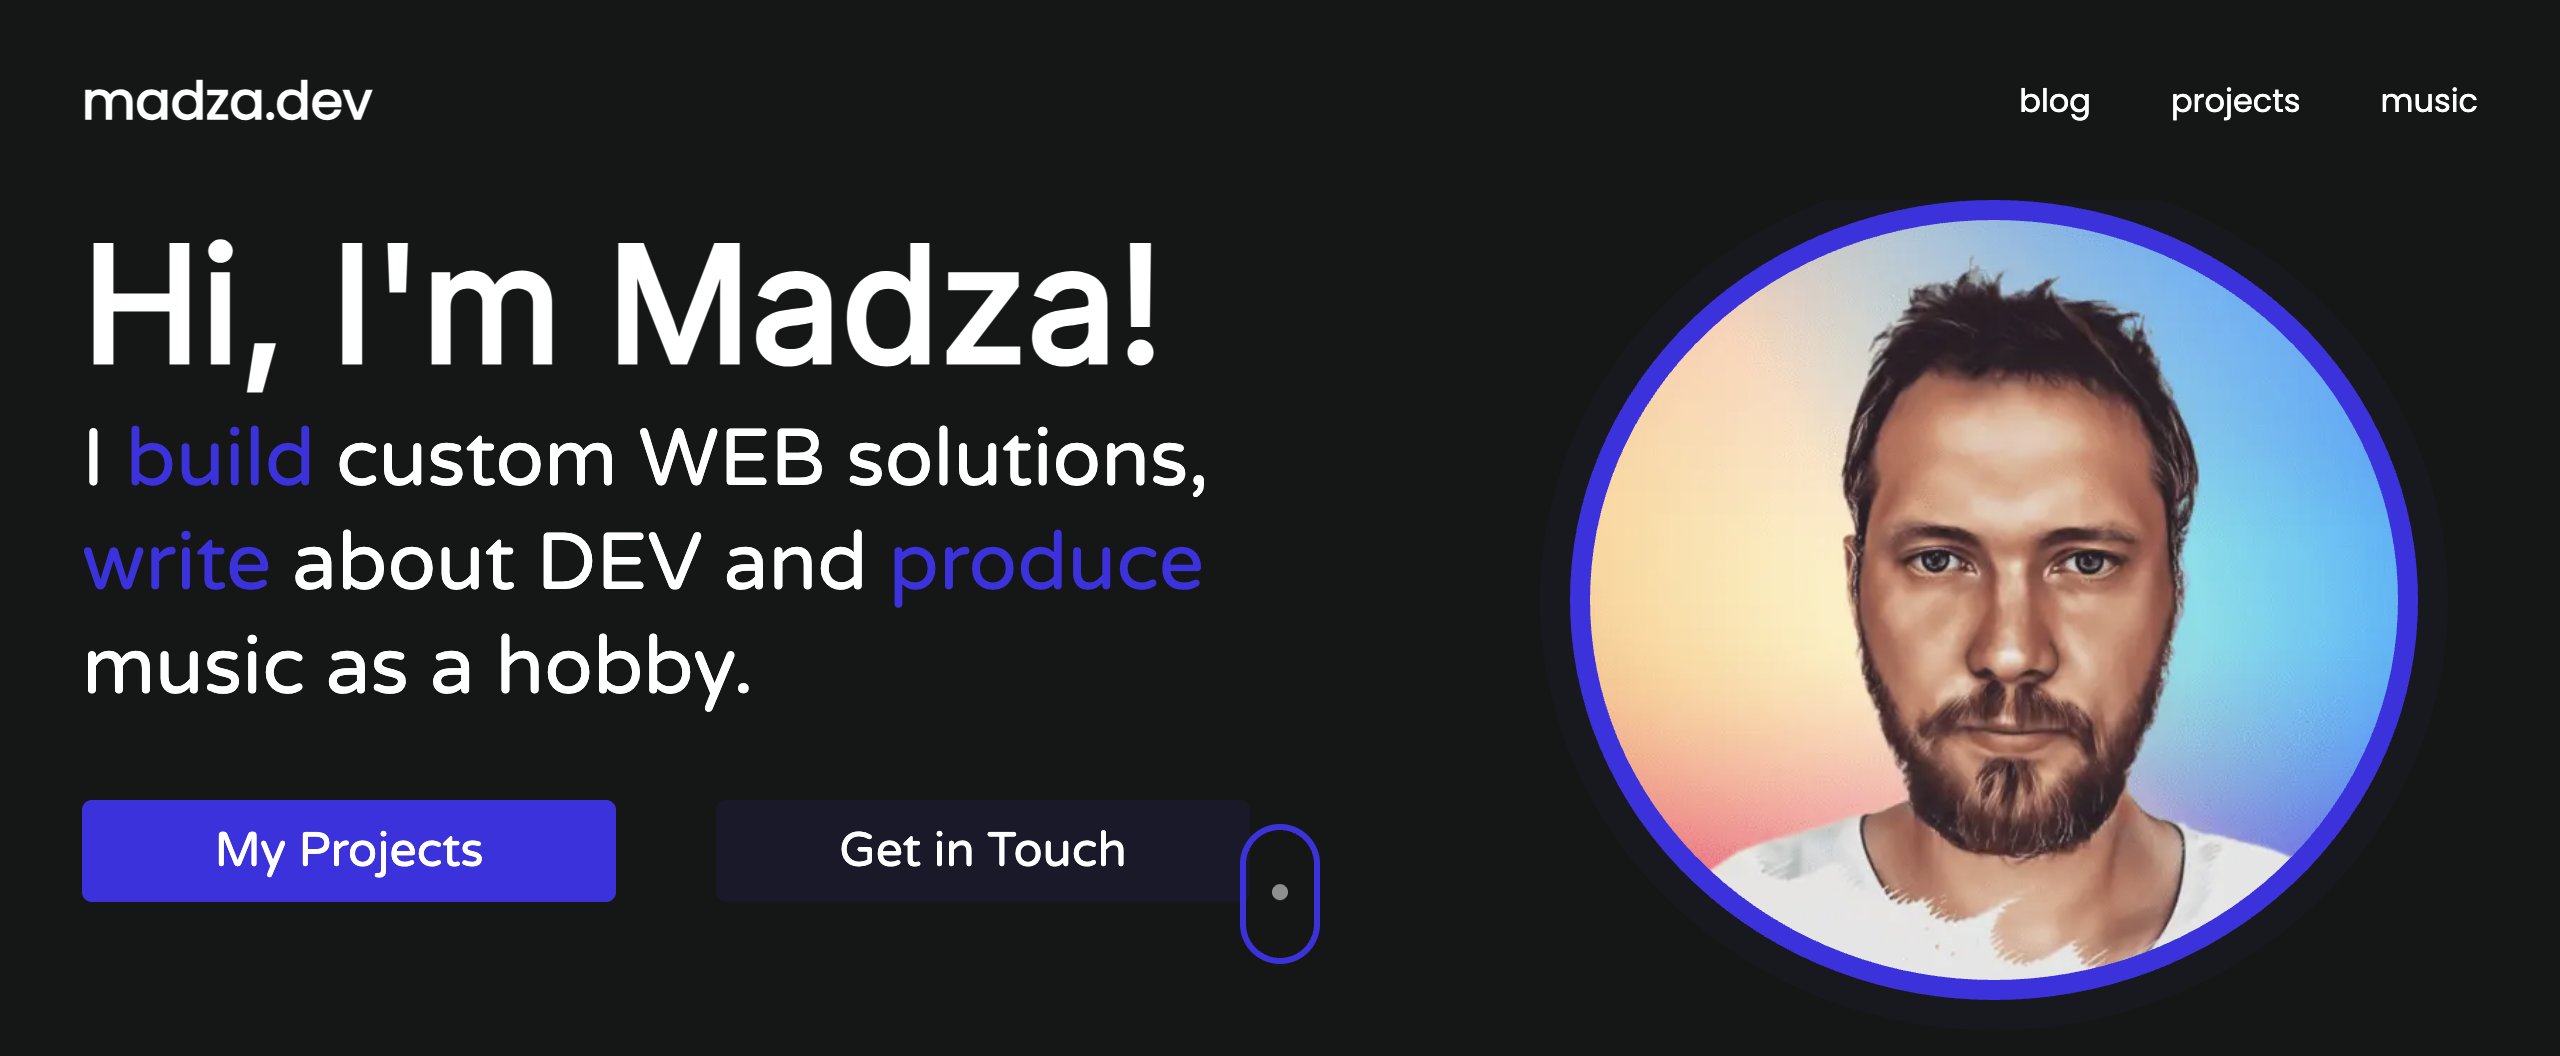 madza.dev
blog projects music
Hi, I'm Madza!
I build custom WEB solutions,
write about DEV and produce
music as a hobby.
My Projects
Get in Touch